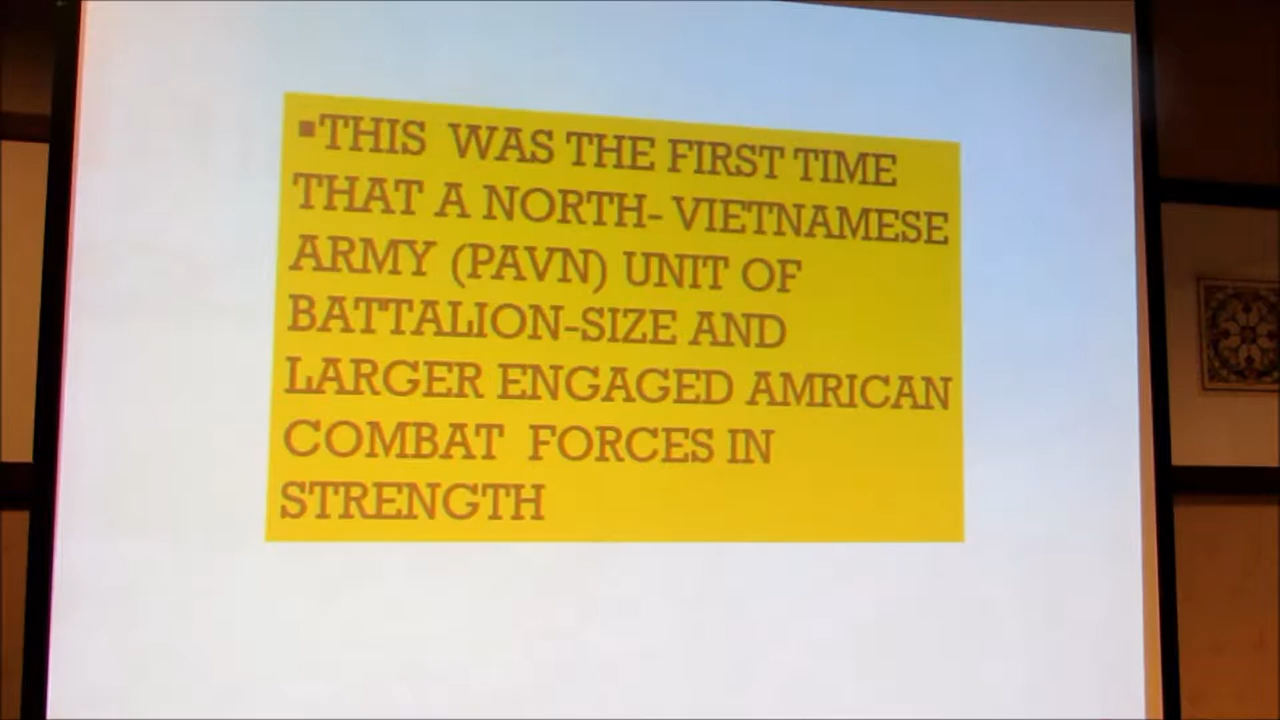 ▪THIS WAS THE FIRST TIME
THAT A NORTH- VIETNAMESE
ARMY (PAVN) UNIT OF
BATTALION-SIZE AND
LARGER ENGAGED AMRICAN
COMBAT FORCES IN
STRENGTH